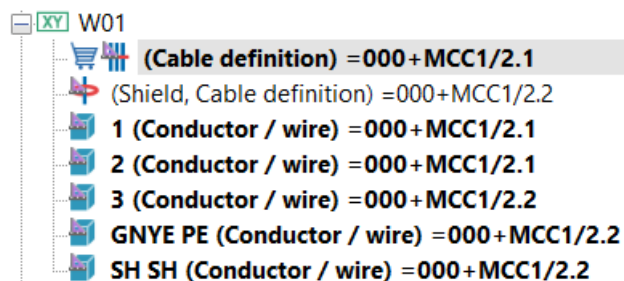 XY W01
(Cable definition) =000+MCC1/2.1
(Shield, Cable definition) =000+MCC1/2.2
1 (Conductor / wire) =000+MCC1/2.1
2 (Conductor / wire) =000+MCC1/2.1
3 (Conductor / wire) =000+MCC1/2.2
GNYE PE (Conductor / wire) =000+MCC1/2.2
SH SH (Conductor / wire) =000+MCC1/2.2